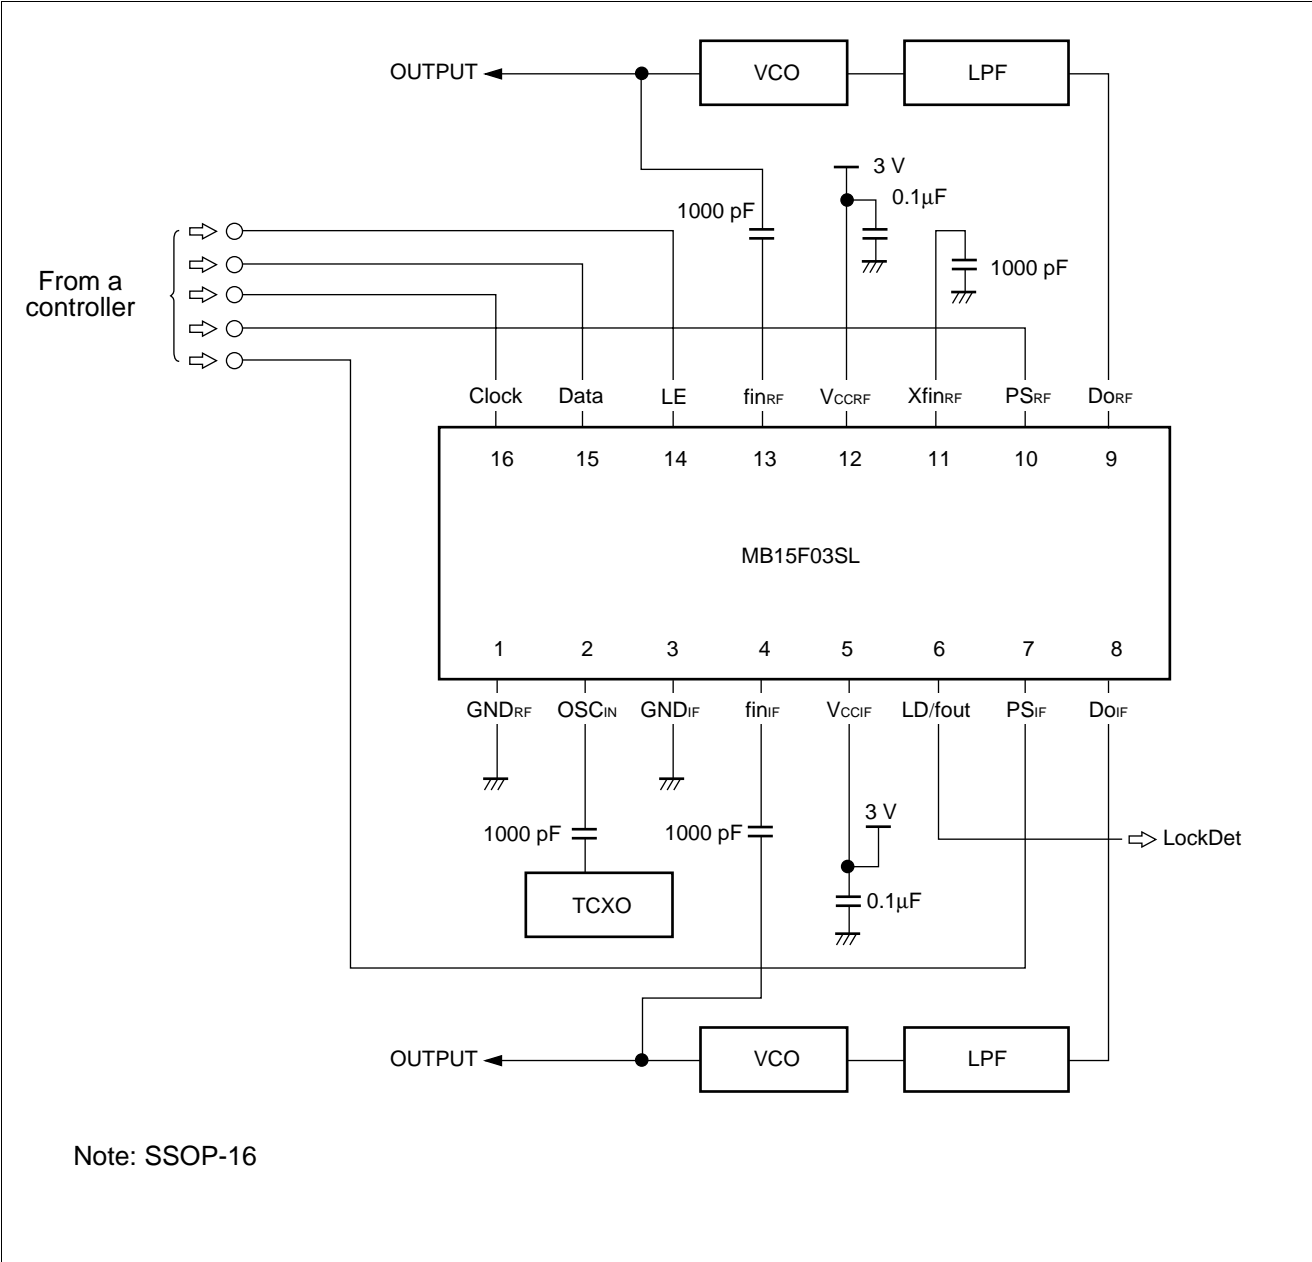 OUTPUT
VCO
LPF
3 V
0.1μF
1000 pF
1000 pF
From a
controller
Clock Data LE finRF VCCRF XfinRF PSRF DoRF
16 15 14 13 12 11 10 9
MB15F03SL
1 2 3 4 5 6 7 8
GNDRF OSCIN GNDIF finIF VCCIF LD/fout PSIF DoIF
3 V
1000 pF
1000 pF
LockDet
0.1μF
TCXO
OUTPUT
VCO
LPF
Note: SSOP-16